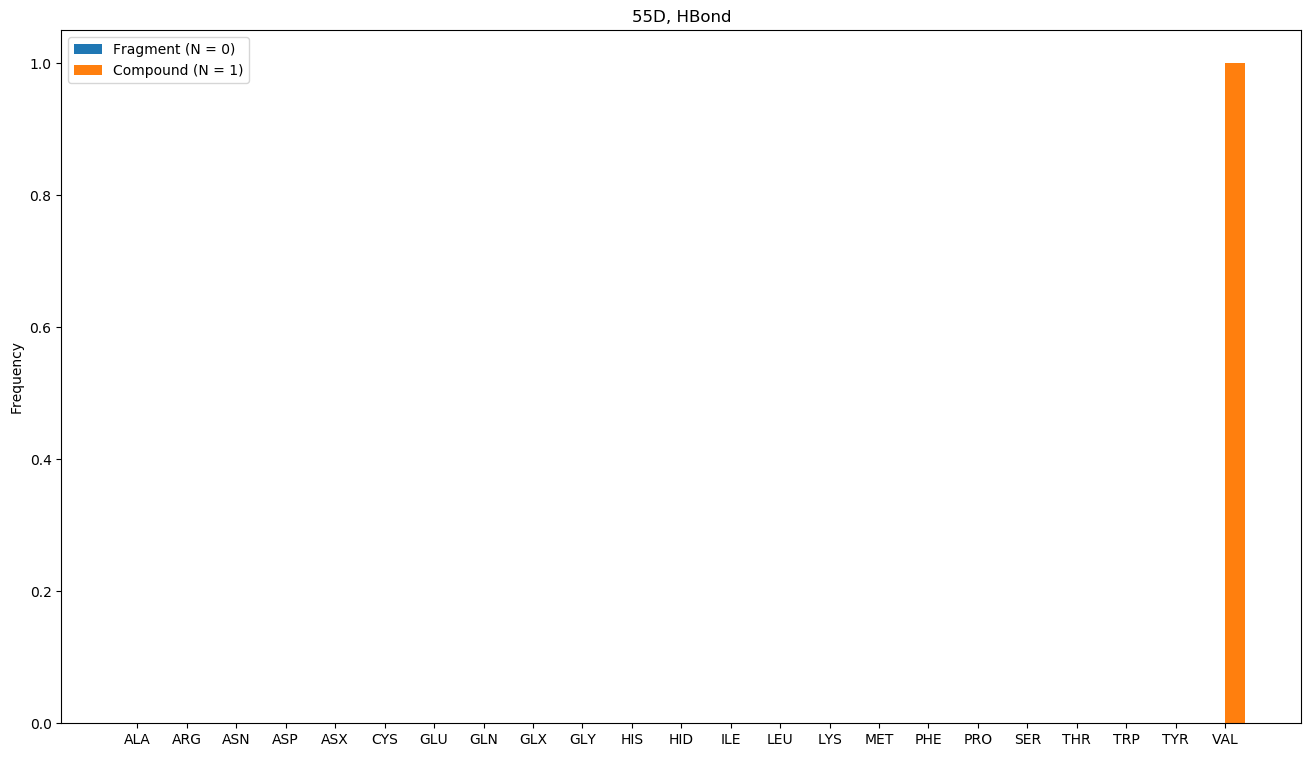 55D, HBond
Fragment (N = 0)
Compound (N = 1)
1.0
0.8
0.6
0.4
0.2
0.0
Frequency
ALA ARG ASN ASP ASX CYS GLU GLN GLX GLY HIS HID ILE LEU LYS MET PHE PRO SER THR TRP TYR VAL